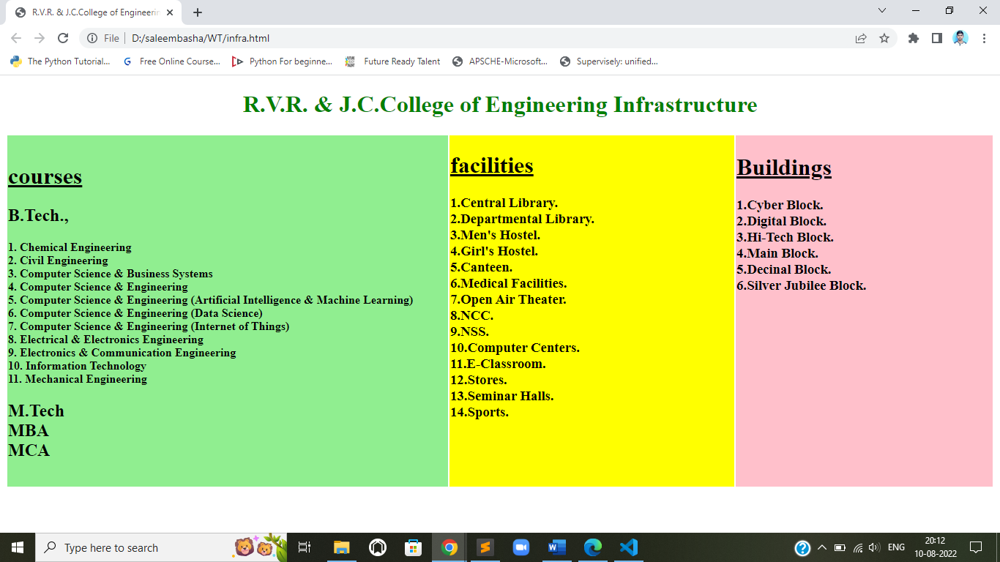 R.V.R. & J.C.College of Engineerin
File
D:/saleembasha/WT/infra.html
The Python Tutorial...
Free Online Course...
Python For beginne...
Future Ready Talent
APSCHE-Microsoft...
Supervisely: unified...
R.V.R. & J.C.College of Engineering Infrastructure
courses
B.Tech.,
1. Chemical Engineering
2. Civil Engineering
3. Computer Science & Business Systems
4. Computer Science & Engineering
5. Computer Science & Engineering (Artificial Intelligence & Machine Learning)
6. Computer Science & Engineering (Data Science)
7. Computer Science & Engineering (Internet of Things)
8. Electrical & Electronics Engineering
9. Electronics & Communication Engineering
10. Information Technology
11. Mechanical Engineering
M.Tech
MBA
MCA
facilities
1.Central Library.
2.Departmental Library.
3.Men's Hostel.
4.Girl's Hostel.
5.Canteen.
6.Medical Facilities.
7.Open Air Theater.
8.NCC.
9.NSS.
10.Computer Centers.
11.E-Classroom.
12.Stores.
13.Seminar Halls.
14.Sports.
Buildings
1.Cyber Block.
2.Digital Block.
3.Hi-Tech Block.
4.Main Block.
5.Decinal Block.
6.Silver Jubilee Block.
Type here to search
ENG
20:12
10-08-2022